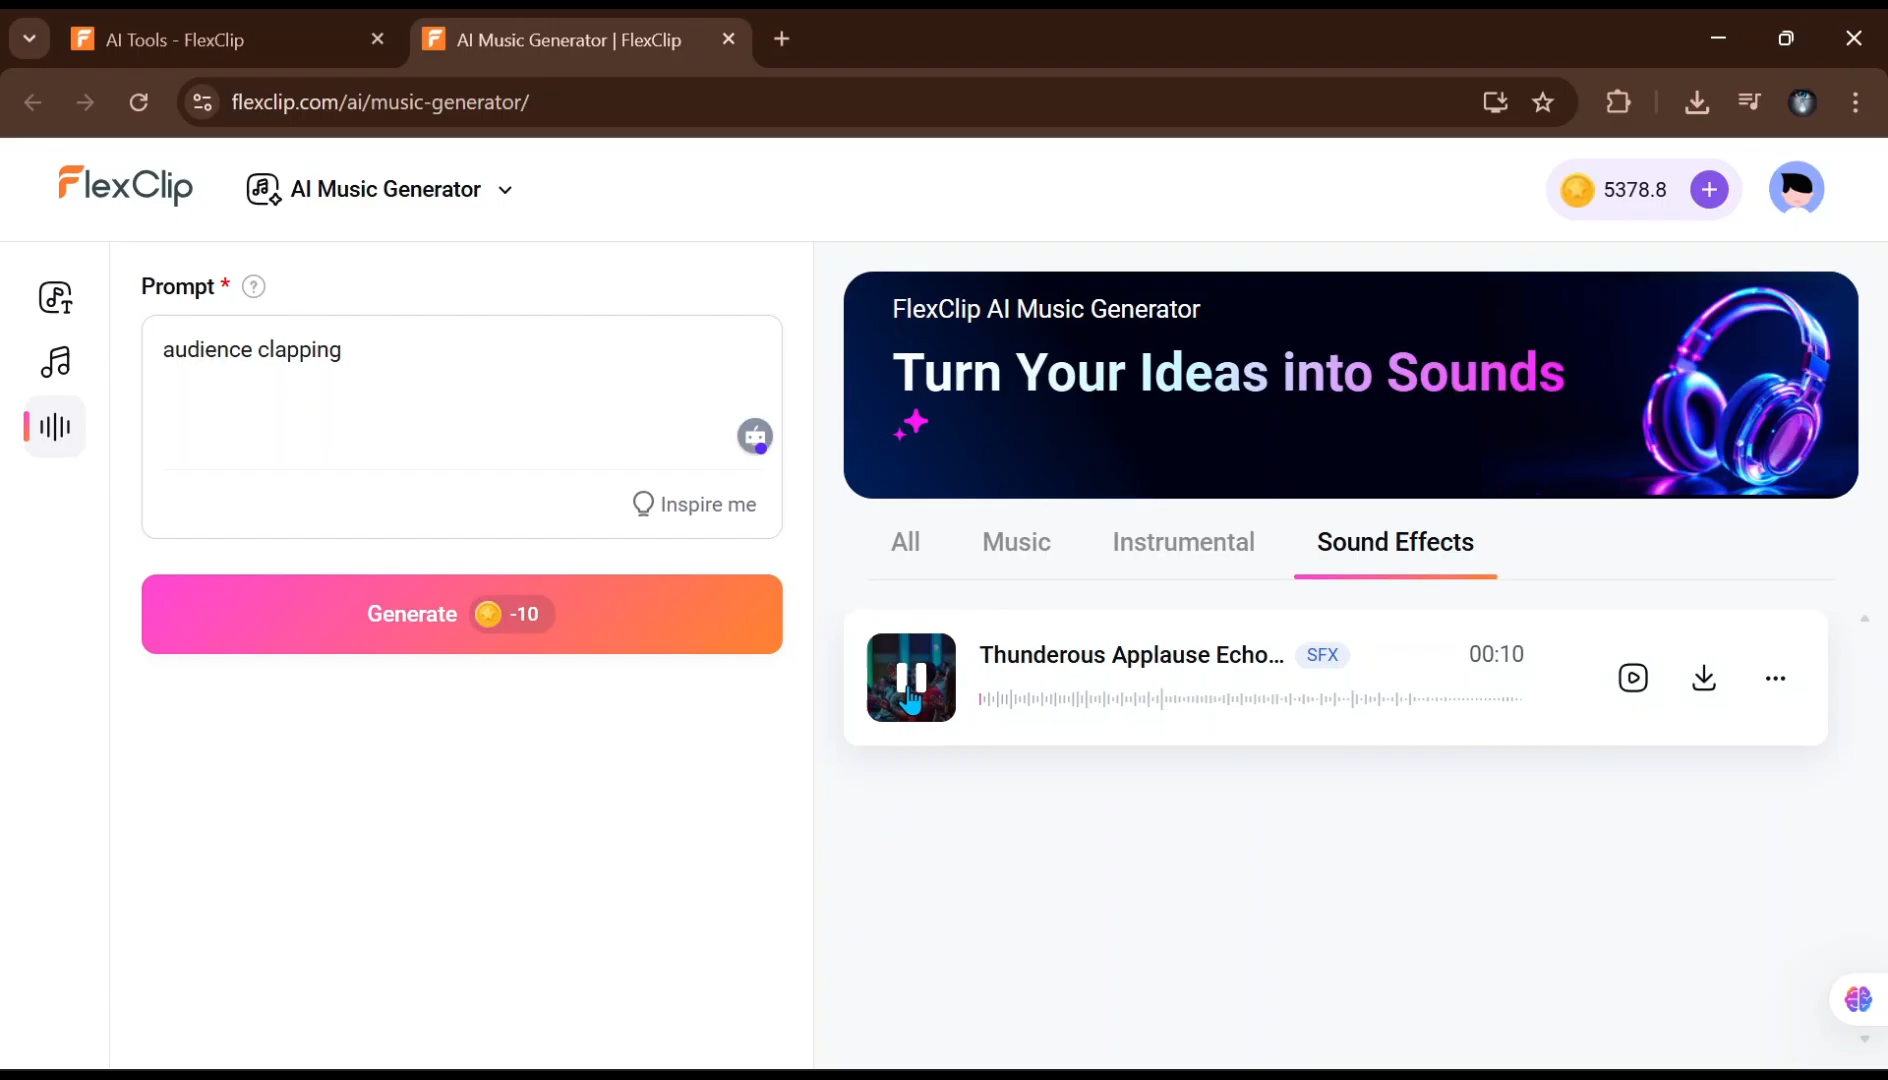 AI Tools - FlexClip
AI Music Generator | FlexClip
flexclip.com/ai/music-generator/
FlexClip
AI Music Generator
5378.8
Prompt *
audience clapping
Inspire me
Generate -10
FlexClip AI Music Generator
Turn Your Ideas into Sounds
All Music Instrumental Sound Effects
Thunderous Applause Echo... SFX 00:10